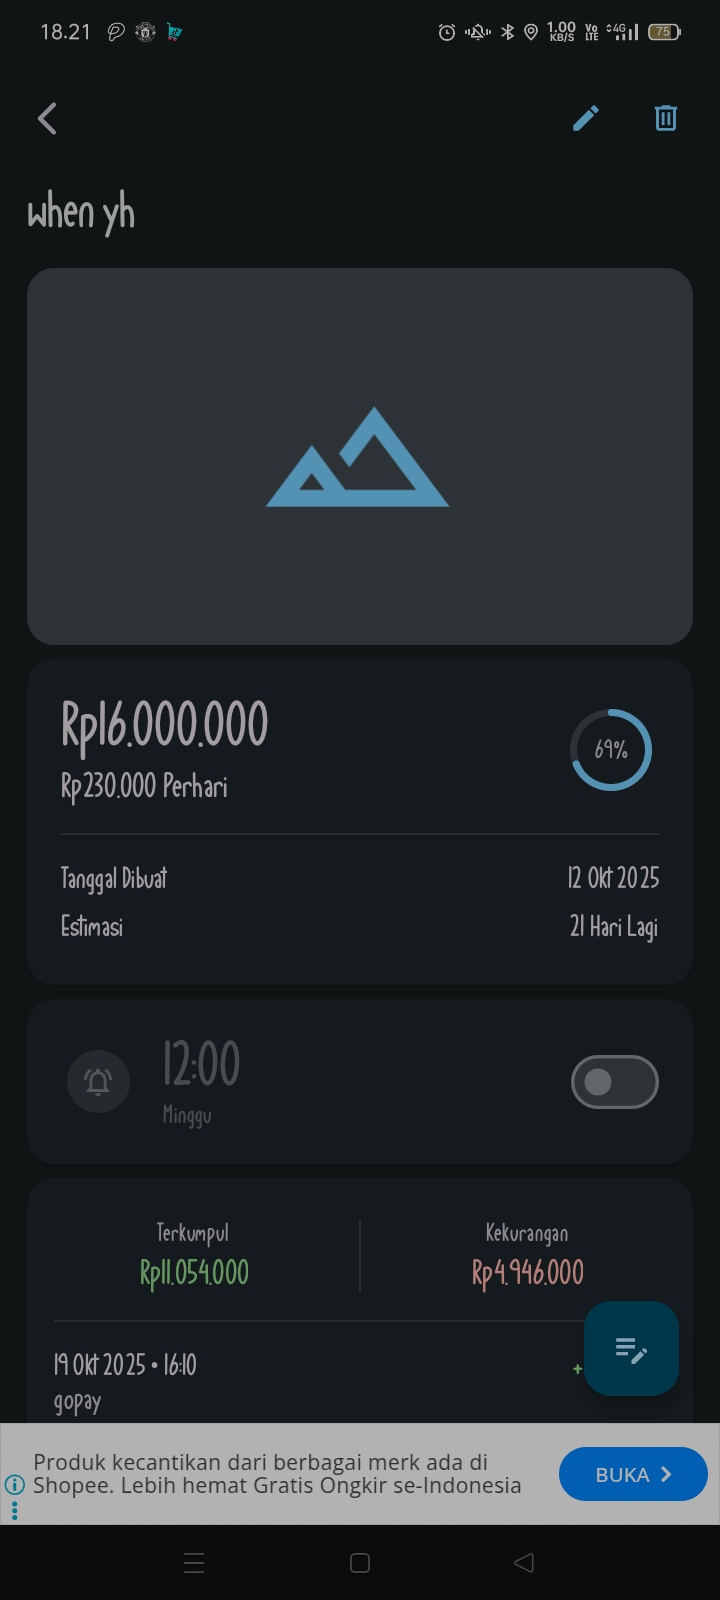 18.21
1.00 KB/S
Vo LTE
4G
75
when yh
Rp16.000.000
Rp230.000 Perhari
69%
Tanggal Dibuat
12 Okt 2025
Estimasi
21 Hari Lagi
12:00
Minggu
Terkumpul
Kekurangan
Rp11.054.000
Rp4.946.000
19 Okt 2025 • 16:10
+
gopay
Produk kecantikan dari berbagai merk ada di
Shopee. Lebih hemat Gratis Ongkir se-Indonesia
BUKA